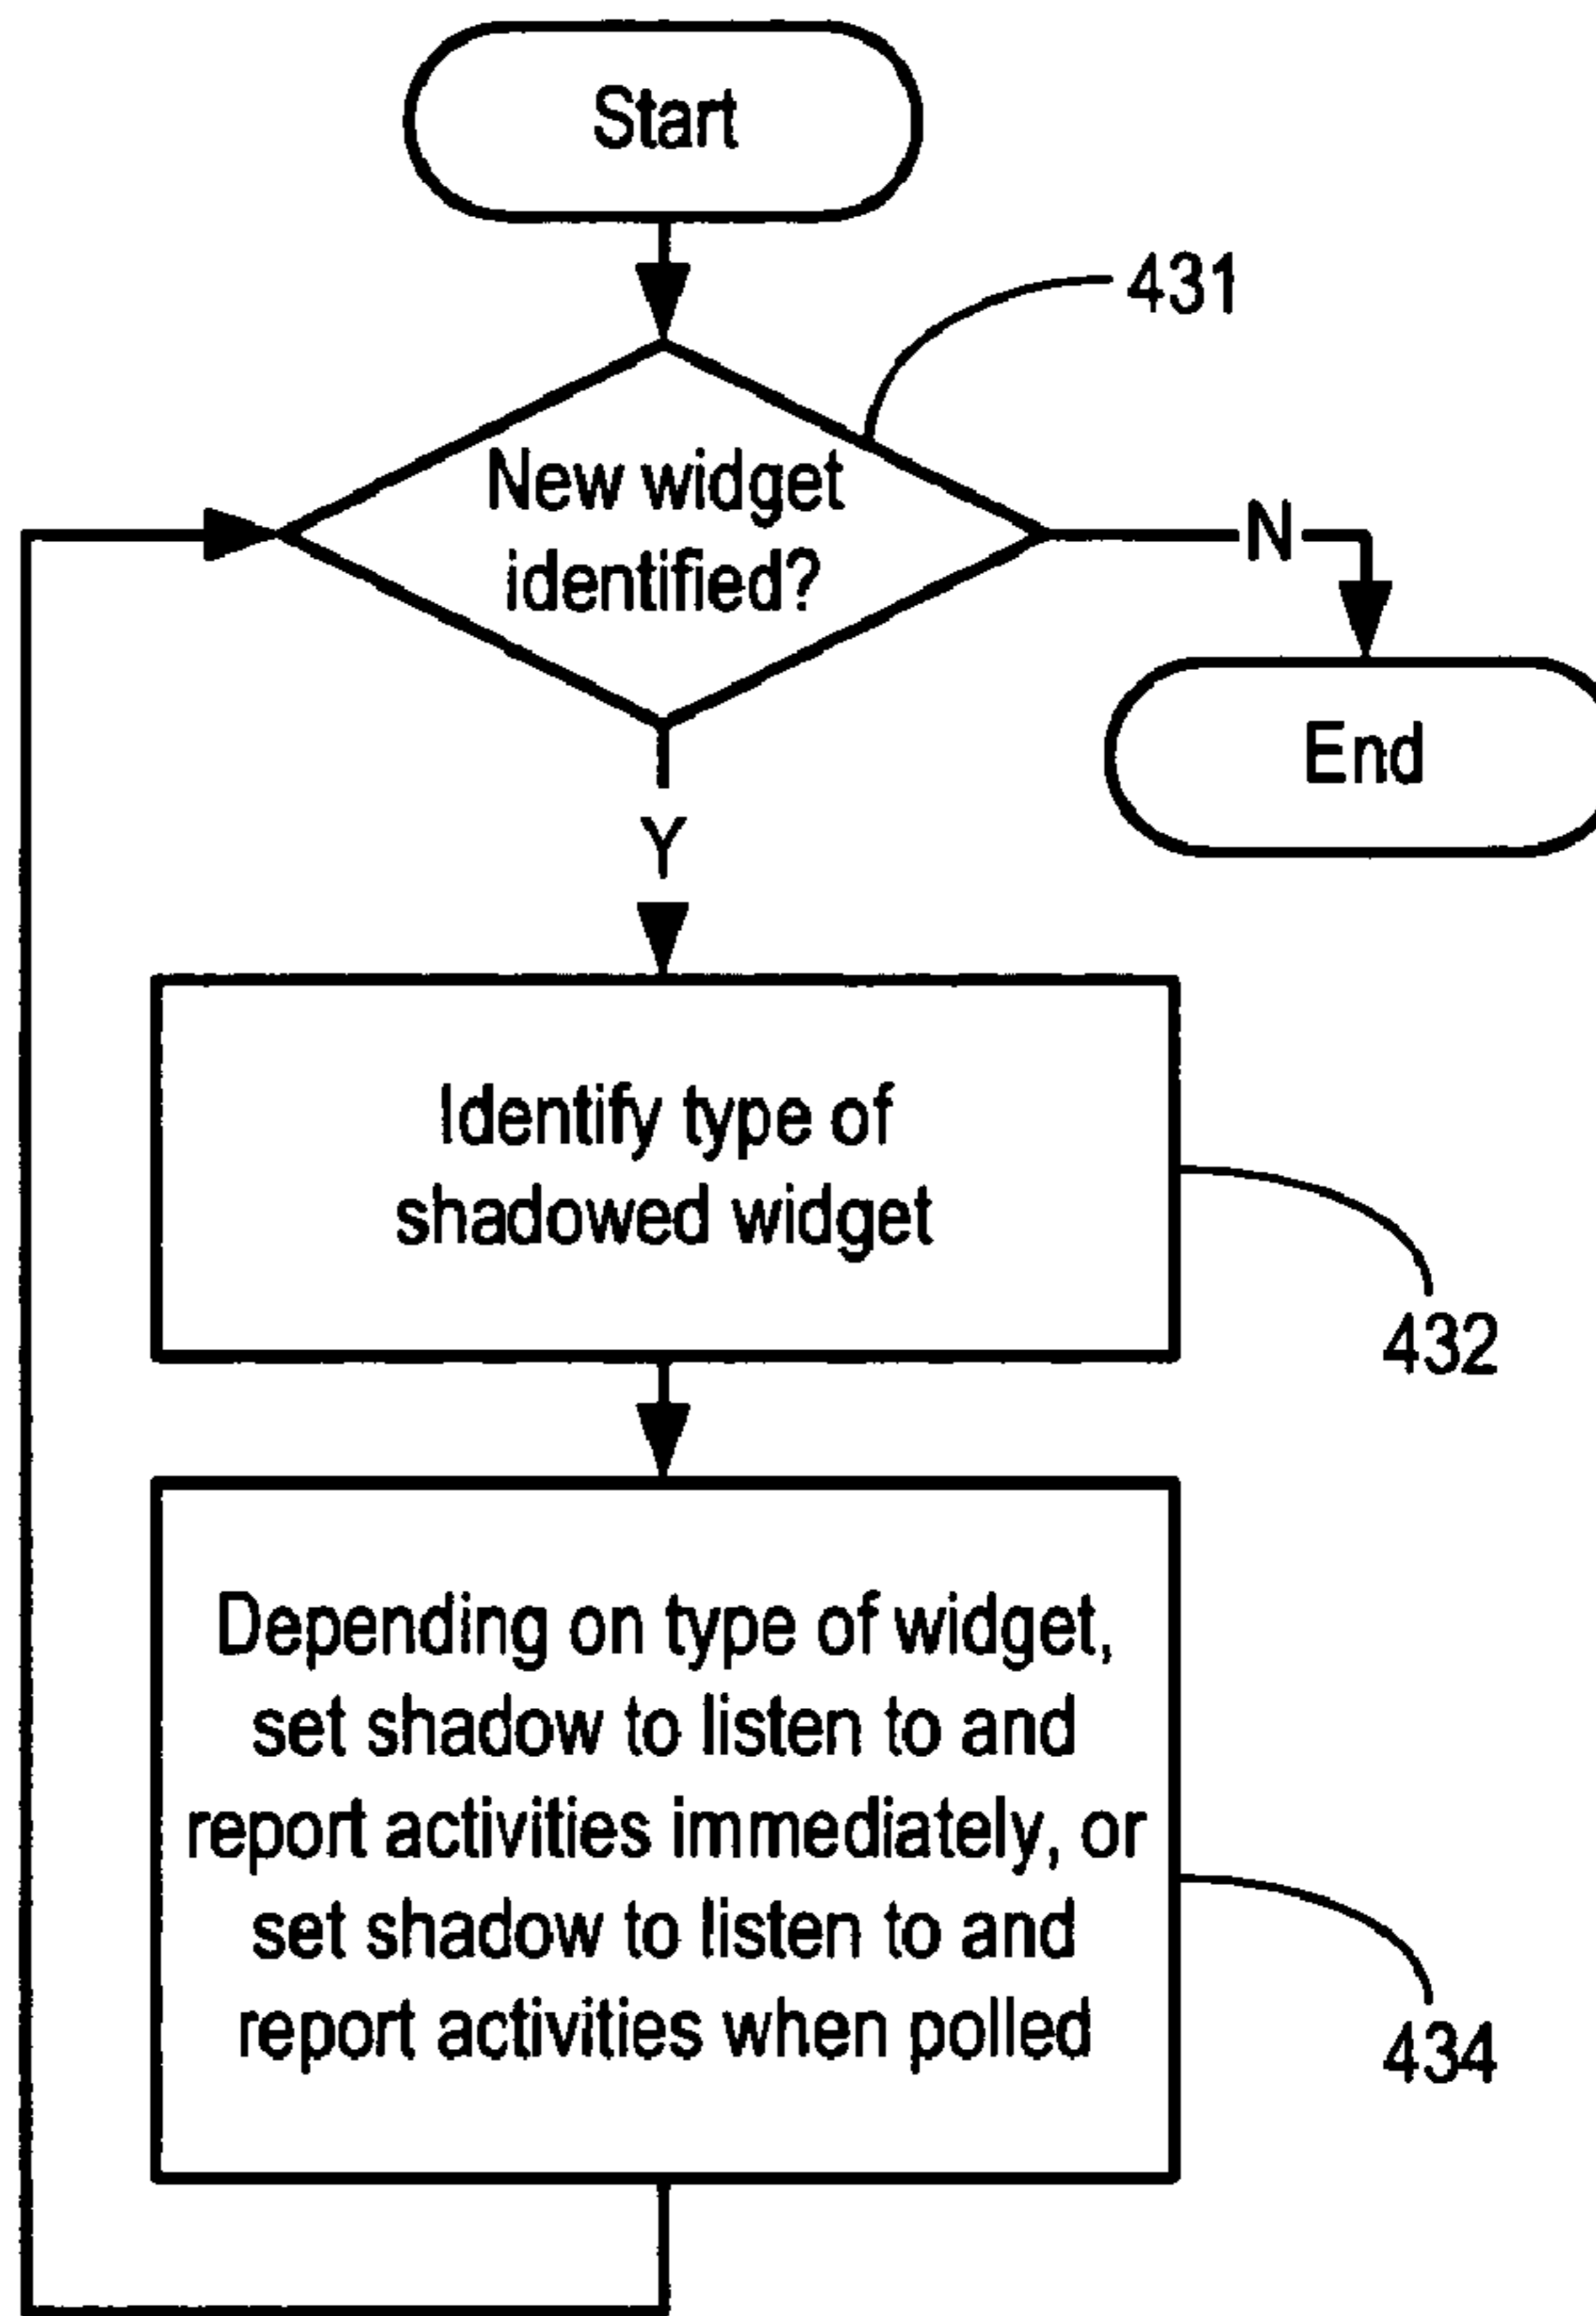 Start
431
New widget
identified?
N
End
Y
Identify type of
shadowed widget
432
Depending on type of widget,
set shadow to listen to and
report activities immediately, or
set shadow to listen to and
report activities when polled
434